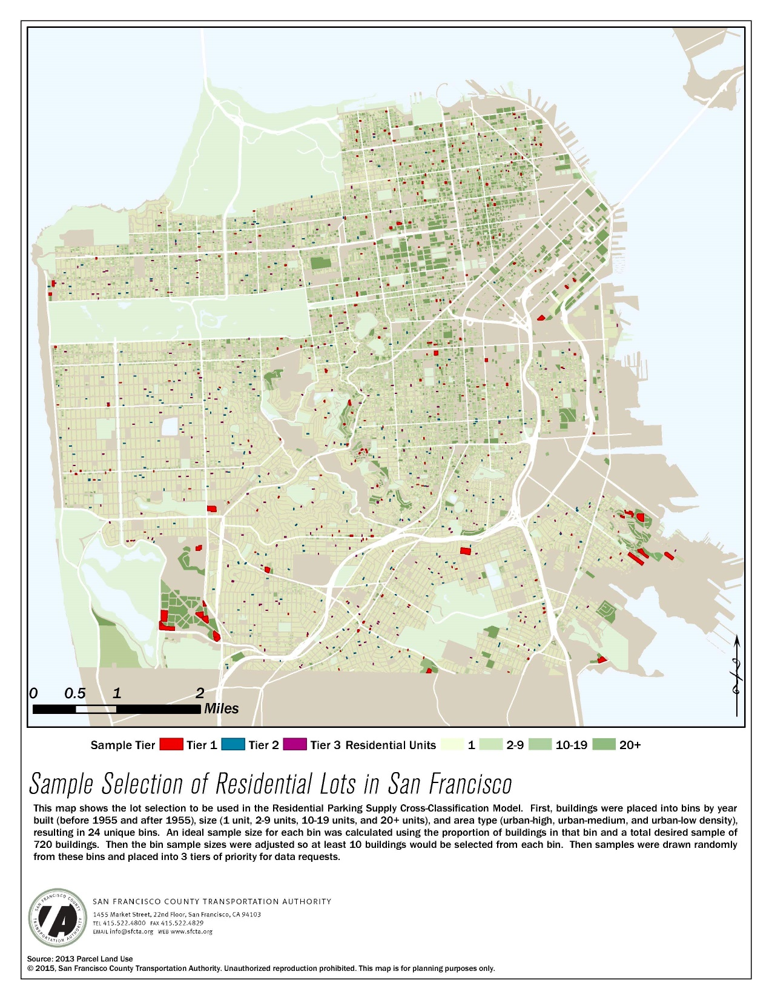 0 0.5 1 2
Miles
Sample Tier Tier 1 Tier 2 Tier 3 Residential Units 1 2-9 10-19 20+
Sample Selection of Residential Lots in San Francisco
This map shows the lot selection to be used in the Residential Parking Supply Cross-Classification Model. First, buildings were placed into bins by year
built (before 1955 and after 1955), size (1 unit, 2-9 units, 10-19 units, and 20+ units), and area type (urban-high, urban-medium, and urban-low density),
resulting in 24 unique bins. An ideal sample size for each bin was calculated using the proportion of buildings in that bin and a total desired sample of
720 buildings. Then the bin sample sizes were adjusted so at least 10 buildings would be selected from each bin. Then samples were drawn randomly
from these bins and placed into 3 tiers of priority for data requests.
SAN FRANCISCO COUNTY
TRANSPORTATION AUTHORITY
SAN FRANCISCO COUNTY TRANSPORTATION AUTHORITY
1455 Market Street, 22nd Floor, San Francisco, CA 94103
TEL 415.522.4800 FAX 415.522.4829
EMAIL info@sfcta.org WEB www.sfcta.org
Source: 2013 Parcel Land Use
© 2015, San Francisco County Transportation Authority. Unauthorized reproduction prohibited. This map is for planning purposes only.